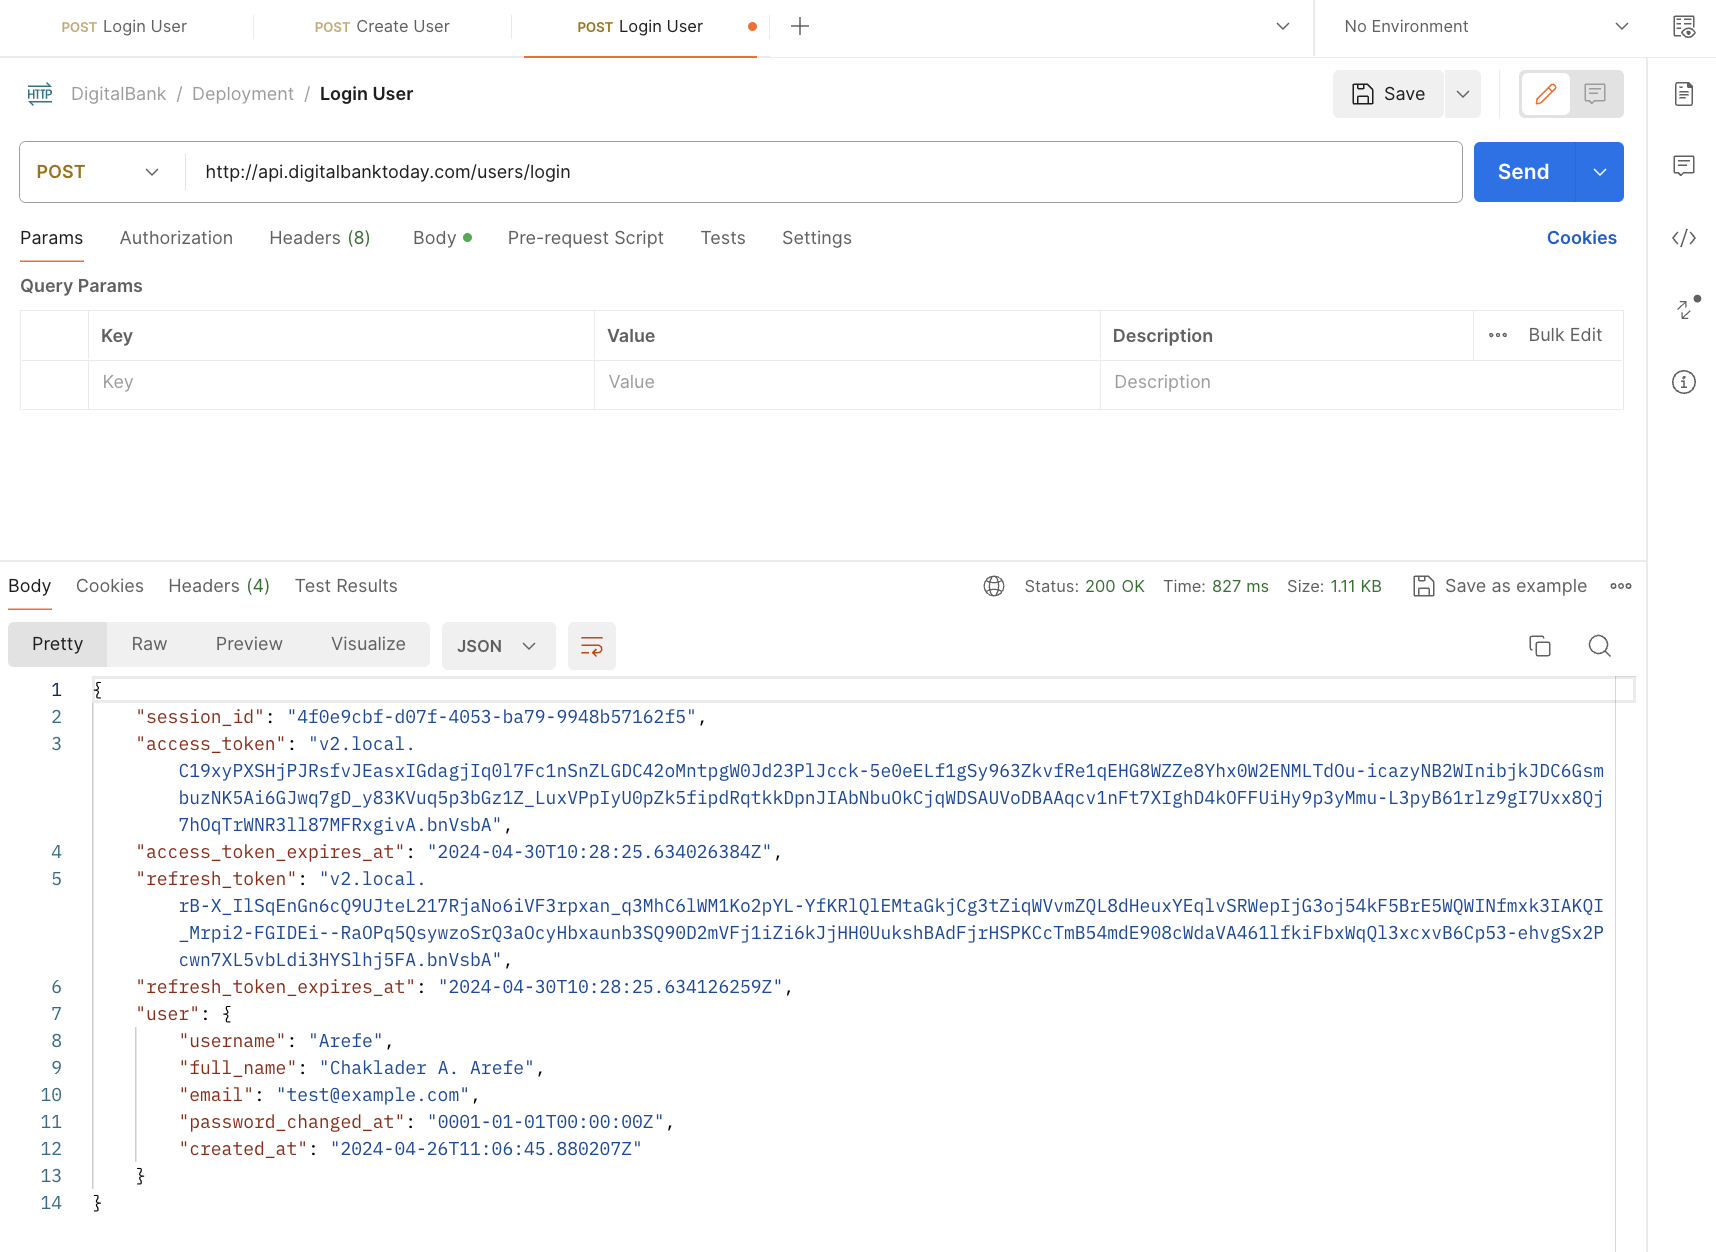 POST Login User
POST Create User
POST Login User
No Environment
HTTP DigitalBank / Deployment / Login User
Save
POST
http://api.digitalbanktoday.com/users/login
Send
Params Authorization Headers (8) Body Pre-request Script Tests Settings Cookies
Query Params
Key Value Description Bulk Edit
Key Value Description
Body Cookies Headers (4) Test Results Status: 200 OK Time: 827 ms Size: 1.11 KB Save as example
Pretty Raw Preview Visualize JSON
1 {
2 "session_id": "4f0e9cbf-d07f-4053-ba79-9948b57162f5",
3 "access_token": "v2.local.
C19xyPXSHjPJRsfvJEasxIGdagjIq0l7Fc1nSnZLGDC42oMntpgW0Jd23PlJcck-5e0eELf1gSy963ZkvfRe1qEHG8WZZe8Yhx0W2ENMLTdOu-icazyNB2WInibjkJDC6Gsm
buzNK5Ai6GJwq7gD_y83KVuq5p3bGz1Z_LuxVPpIyU0pZk5fipdRqtkkDpnJIAbNbuOkCjqWDSAUVoDBAAqcv1nFt7XIghD4kOFFUiHy9p3yMmu-L3pyB61rlz9gI7Uxx8Qj
7hOqTrWNR3ll87MFRxgivA.bnVsbA",
4 "access_token_expires_at": "2024-04-30T10:28:25.634026384Z",
5 "refresh_token": "v2.local.
rB-X_IlSqEnGn6cQ9UJteL217RjaNo6iVF3rpxan_q3MhC6lWM1Ko2pYL-YfKRlQlEMtaGkjCg3tZiqWVvmZQL8dHeuxYEqlvSRWepIjG3oj54kF5BrE5WQWINfmxk3IAKQI
_Mrpi2-FGIDEi--RaOPq5QsywzoSrQ3aOcyHbxaunb3SQ90D2mVFj1iZi6kJjHH0UukshBAdFjrHSPKCcTmB54mdE908cWdaVA461lfkiFbxWqQl3xcxvB6Cp53-ehvgSx2P
cwn7XL5vbLdi3HYSlhj5FA.bnVsbA",
6 "refresh_token_expires_at": "2024-04-30T10:28:25.634126259Z",
7 "user": {
8 "username": "Arefe",
9 "full_name": "Chaklader A. Arefe",
10 "email": "test@example.com",
11 "password_changed_at": "0001-01-01T00:00:00Z",
12 "created_at": "2024-04-26T11:06:45.880207Z"
13 }
14 }